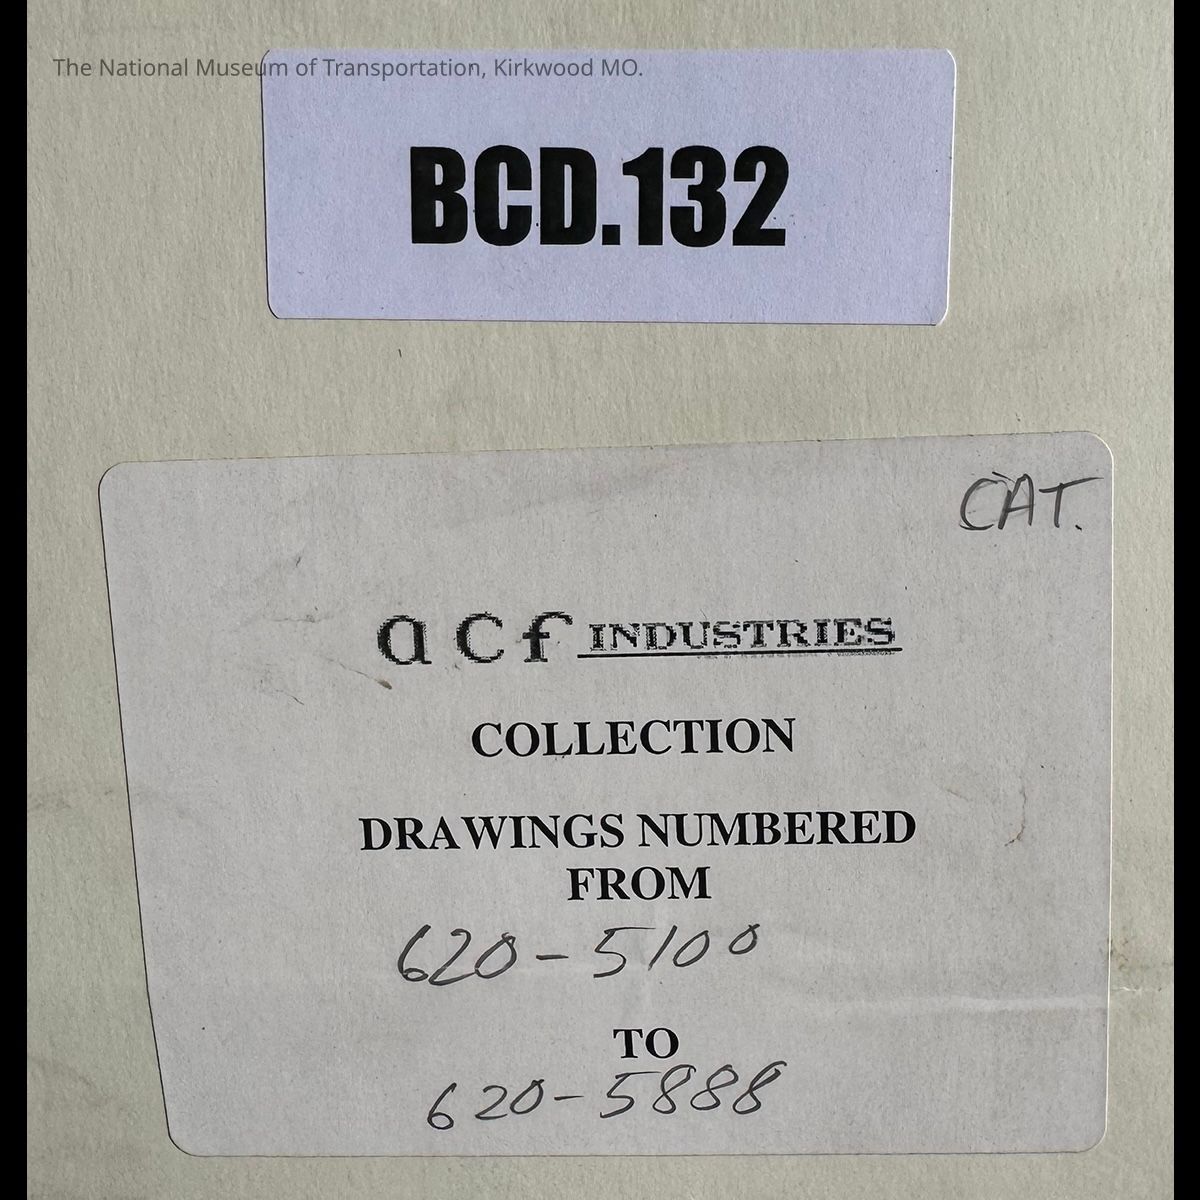 The National Museum of Transportation, Kirkwood MO.
BCD.132
CAT.
acf INDUSTRIES
COLLECTION
DRAWINGS NUMBERED
FROM
620-5100
TO
620-5888